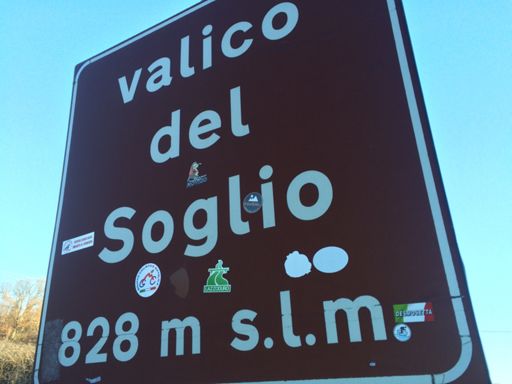 valico
del
Soglio
828 m s.l.m.